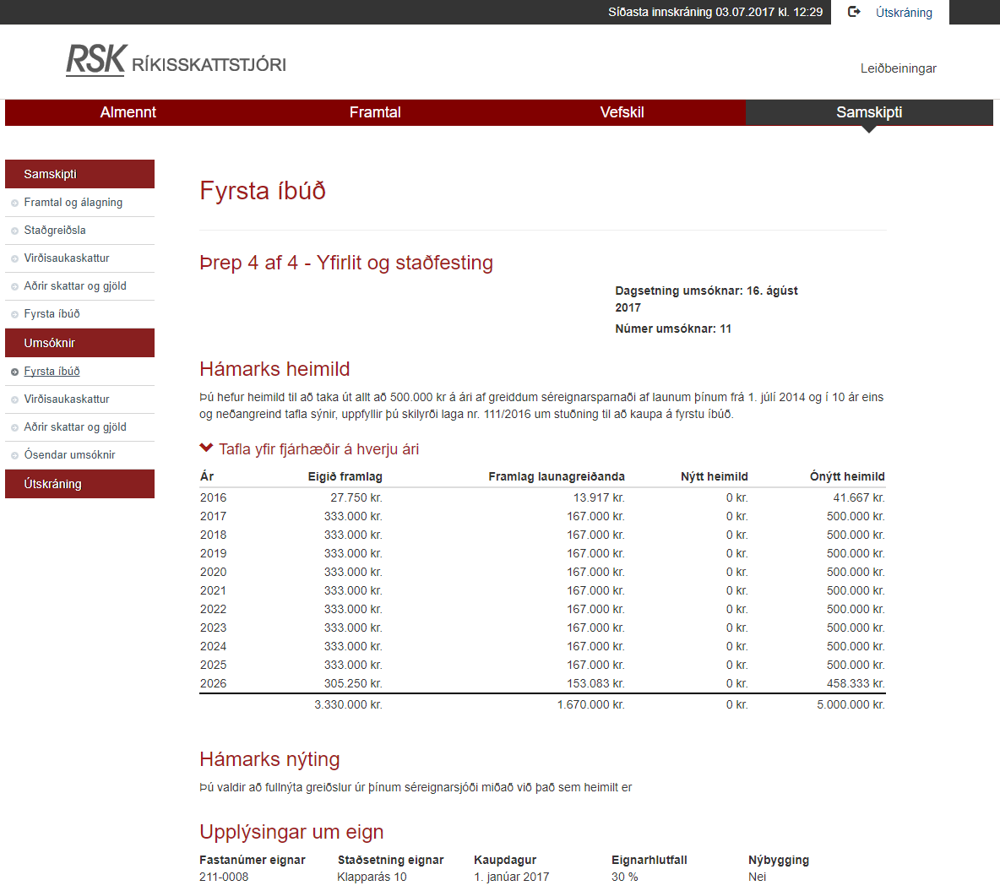 Síðasta innskráning 03.07.2017 kl. 12:29
Útskráning
RSK RÍKISSKATTSTJÓRI
Leiðbeiningar
Almennt Framtal Vefskil Samskipti
Samskipti
Framtal og álagning
Staðgreiðsla
Virðisaukaskattur
Aðrir skattar og gjöld
Fyrsta íbúð
Umsóknir
Fyrsta íbúð
Virðisaukaskattur
Aðrir skattar og gjöld
Ósendar umsóknir
Útskráning
Fyrsta íbúð
Þrep 4 af 4 - Yfirlit og staðfesting
Dagsetning umsóknar: 16. ágúst
2017
Númer umsóknar: 11
Hámarks heimild
Þú hefur heimild til að taka út allt að 500.000 kr á ári af greiddum séreignarsparnaði af launum þínum frá 1. júlí 2014 og í 10 ár eins
og neðangreind tafla sýnir, uppfyllir þú skilyrði laga nr. 111/2016 um stuðning til að kaupa á fyrstu íbúð.
Tafla yfir fjárhæðir á hverju ári
Ár Eigið framlag Framlag launagreiðanda Nýtt heimild Ónýtt heimild
2016 27.750 kr. 13.917 kr. 0 kr. 41.667 kr.
2017 333.000 kr. 167.000 kr. 0 kr. 500.000 kr.
2018 333.000 kr. 167.000 kr. 0 kr. 500.000 kr.
2019 333.000 kr. 167.000 kr. 0 kr. 500.000 kr.
2020 333.000 kr. 167.000 kr. 0 kr. 500.000 kr.
2021 333.000 kr. 167.000 kr. 0 kr. 500.000 kr.
2022 333.000 kr. 167.000 kr. 0 kr. 500.000 kr.
2023 333.000 kr. 167.000 kr. 0 kr. 500.000 kr.
2024 333.000 kr. 167.000 kr. 0 kr. 500.000 kr.
2025 333.000 kr. 167.000 kr. 0 kr. 500.000 kr.
2026 305.250 kr. 153.083 kr. 0 kr. 458.333 kr.
3.330.000 kr. 1.670.000 kr. 0 kr. 5.000.000 kr.
Hámarks nýting
Þú valdir að fullnýta greiðslur úr þínum séreignarsjóði miðað við það sem heimilt er
Upplýsingar um eign
Fastanúmer eignar Staðsetning eignar Kaupdagur Eignarhlutfall Nýbygging
211-0008 Klapparás 10 1. janúar 2017 30 % Nei